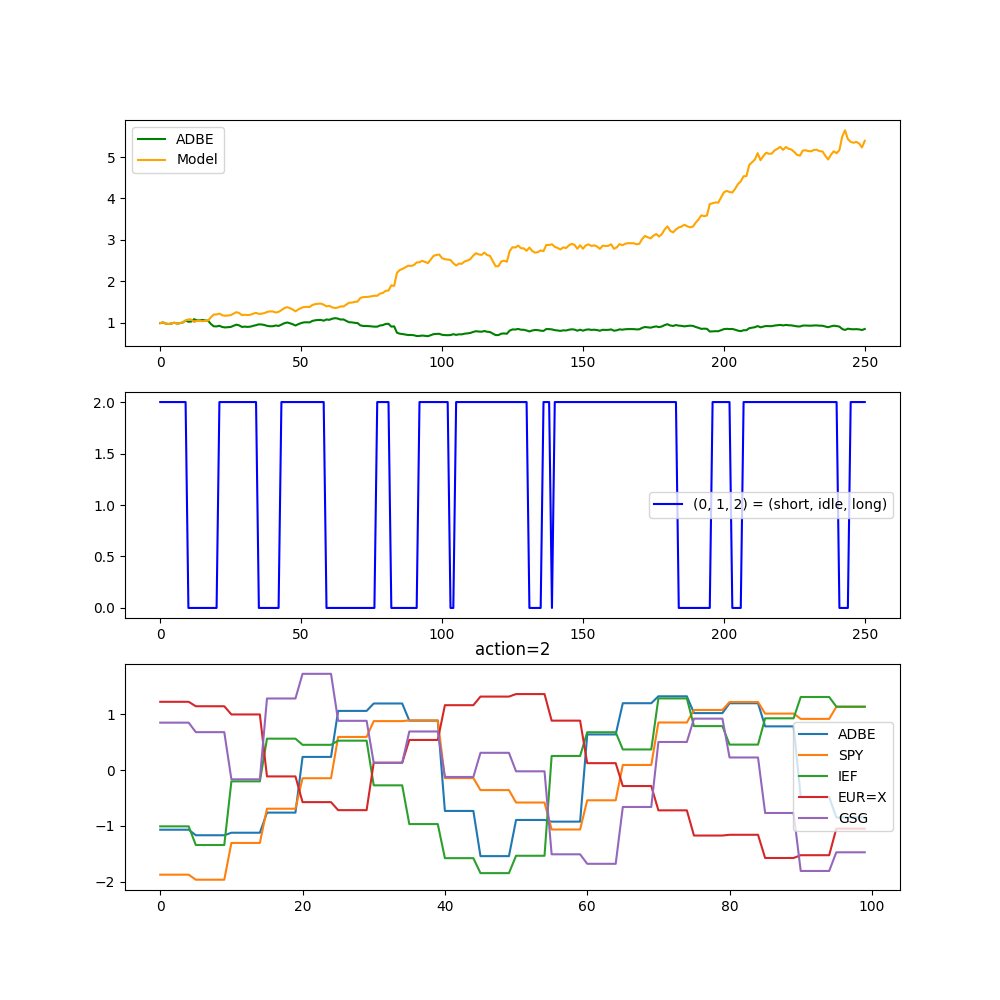 ADBE
Model
5
4
3
2
1
0 50 100 150 200 250
2.0
1.5
1.0
0.5
0.0
(0, 1, 2) = (short, idle, long)
0 50 100 150 200 250
action=2
1
0
−1
−2
ADBE
SPY
IEF
EUR=X
GSG
0 20 40 60 80 100